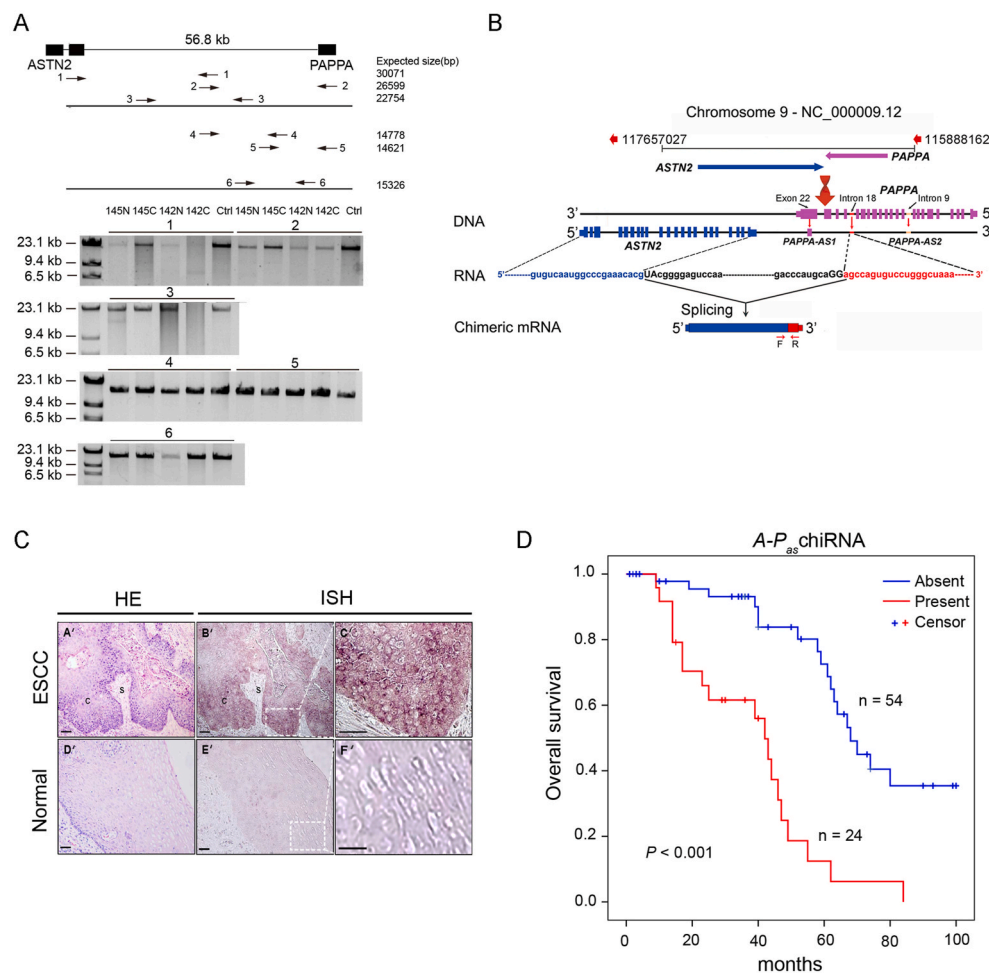 A
56.8 kb
ASTN2
PAPPA
Expected size(bp)
1
1
30071
2
2
26599
3
3
22754
4
4
14778
5
5
14621
6
6
15326
145N 145C 142N 142C Ctrl 145N 145C 142N 142C Ctrl
1
2
23.1 kb
9.4 kb
6.5 kb
3
23.1 kb
9.4 kb
6.5 kb
4
5
23.1 kb
9.4 kb
6.5 kb
6
23.1 kb
9.4 kb
6.5 kb
B
Chromosome 9 - NC_000009.12
117657027
115888162
ASTN2
PAPPA
PAPPA
Exon 22
Intron 18
Intron 9
DNA
3'
5'
5'
3'
ASTN2
PAPPA-AS1
PAPPA-AS2
RNA
5' gugucaauggcccgaaacacgUAcggggaguccaa gacccaugcaGGagccaguguccugggcuaaa 3'
Splicing
Chimeric mRNA
5'
3'
F
R
C
HE
ISH
ESCC
A'
B'
C'
c
s
c
s
Normal
D'
E'
F'
D
A-PaschiRNA
1.0
0.8
0.6
0.4
0.2
0.0
Overall survival
Absent
Present
Censor
n = 54
n = 24
P < 0.001
0 20 40 60 80 100
months